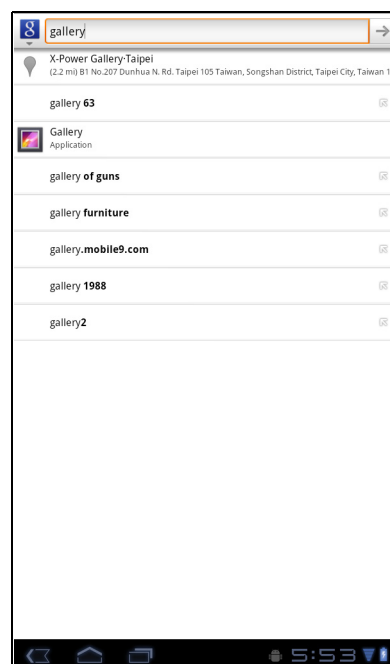 8
gallery
X-Power Gallery·Taipei
(2.2 mi) B1 No.207 Dunhua N. Rd. Taipei 105 Taiwan, Songshan District, Taipei City, Taiwan 1
gallery 63
Gallery
Application
gallery of guns
gallery furniture
gallery.mobile9.com
gallery 1988
gallery2
5:53